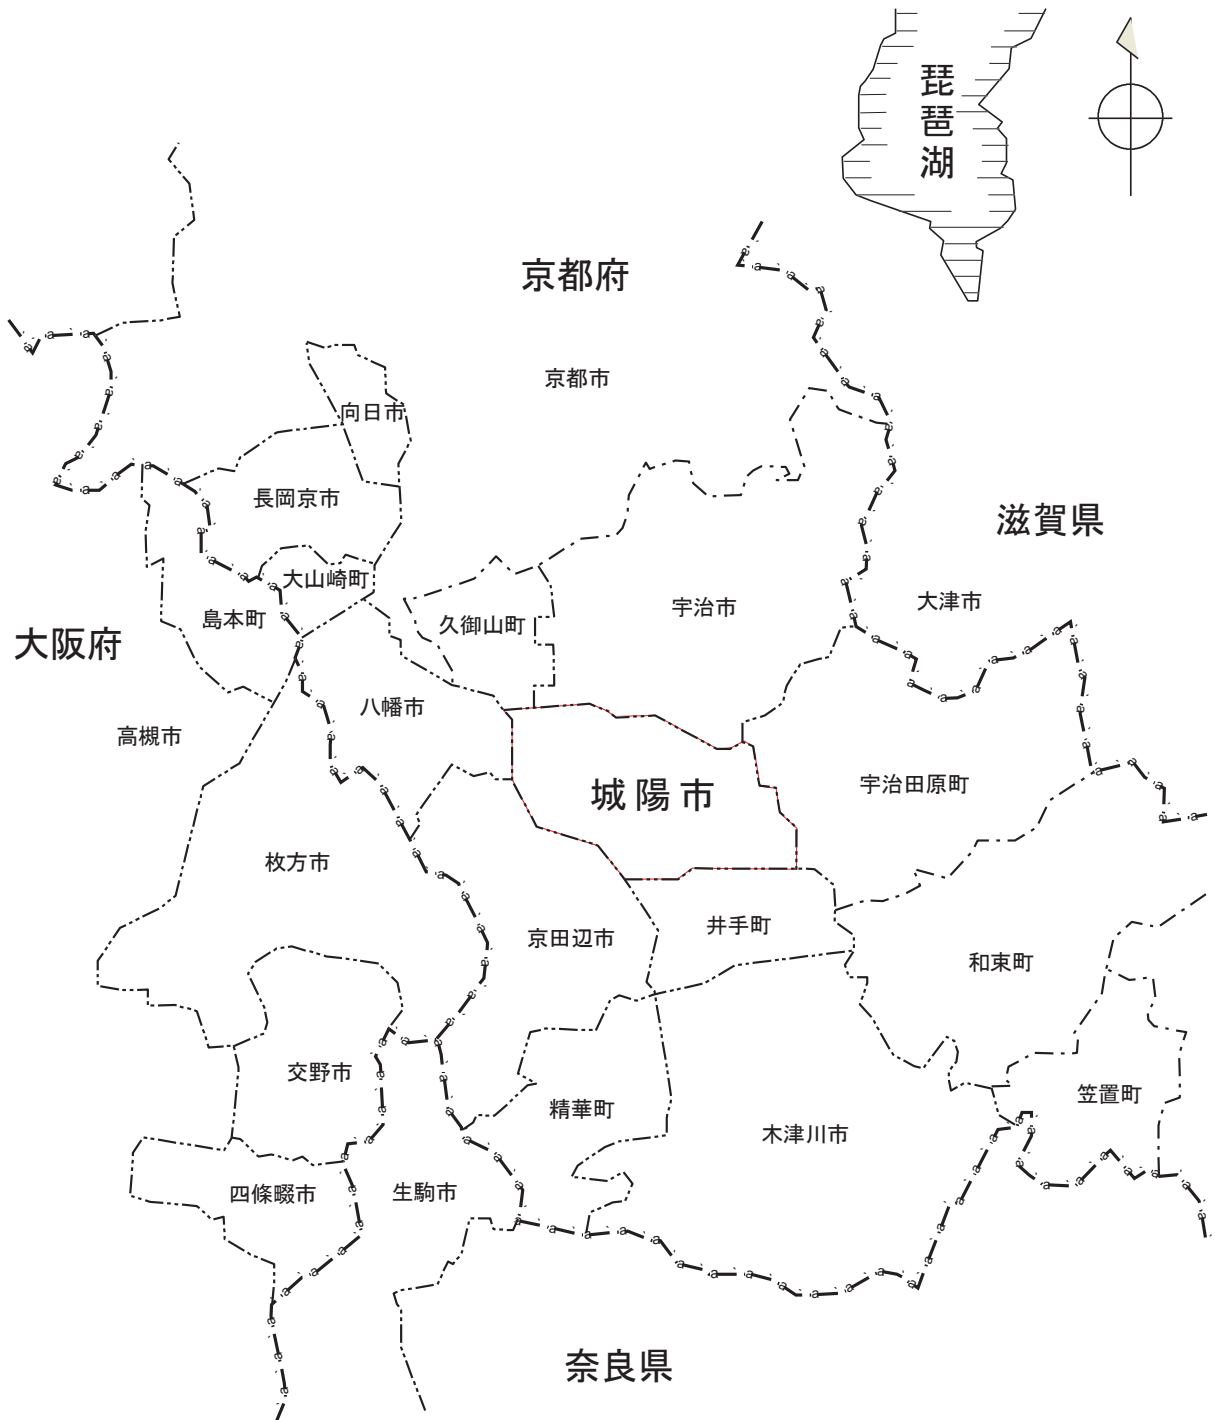 琵琶湖
京都府
京都市
向日市
長岡京市
滋賀県
大山崎町
島本町
久御山町
宇治市
大津市
大阪府
八幡市
高槻市
城陽市
宇治田原町
枚方市
京田辺市
井手町
和束町
交野市
精華町
木津川市
笠置町
四條畷市
生駒市
奈良県